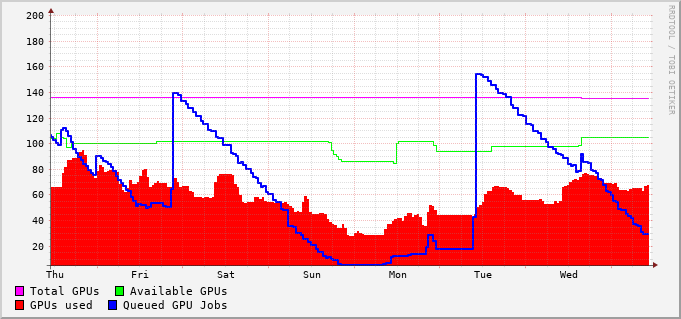 200
180
160
140
120
100
80
60
40
20
Thu Fri Sat Sun Mon Tue Wed
Total GPUs Available GPUs
GPUs used Queued GPU Jobs
RRDTOOL / TOBI OETIKER